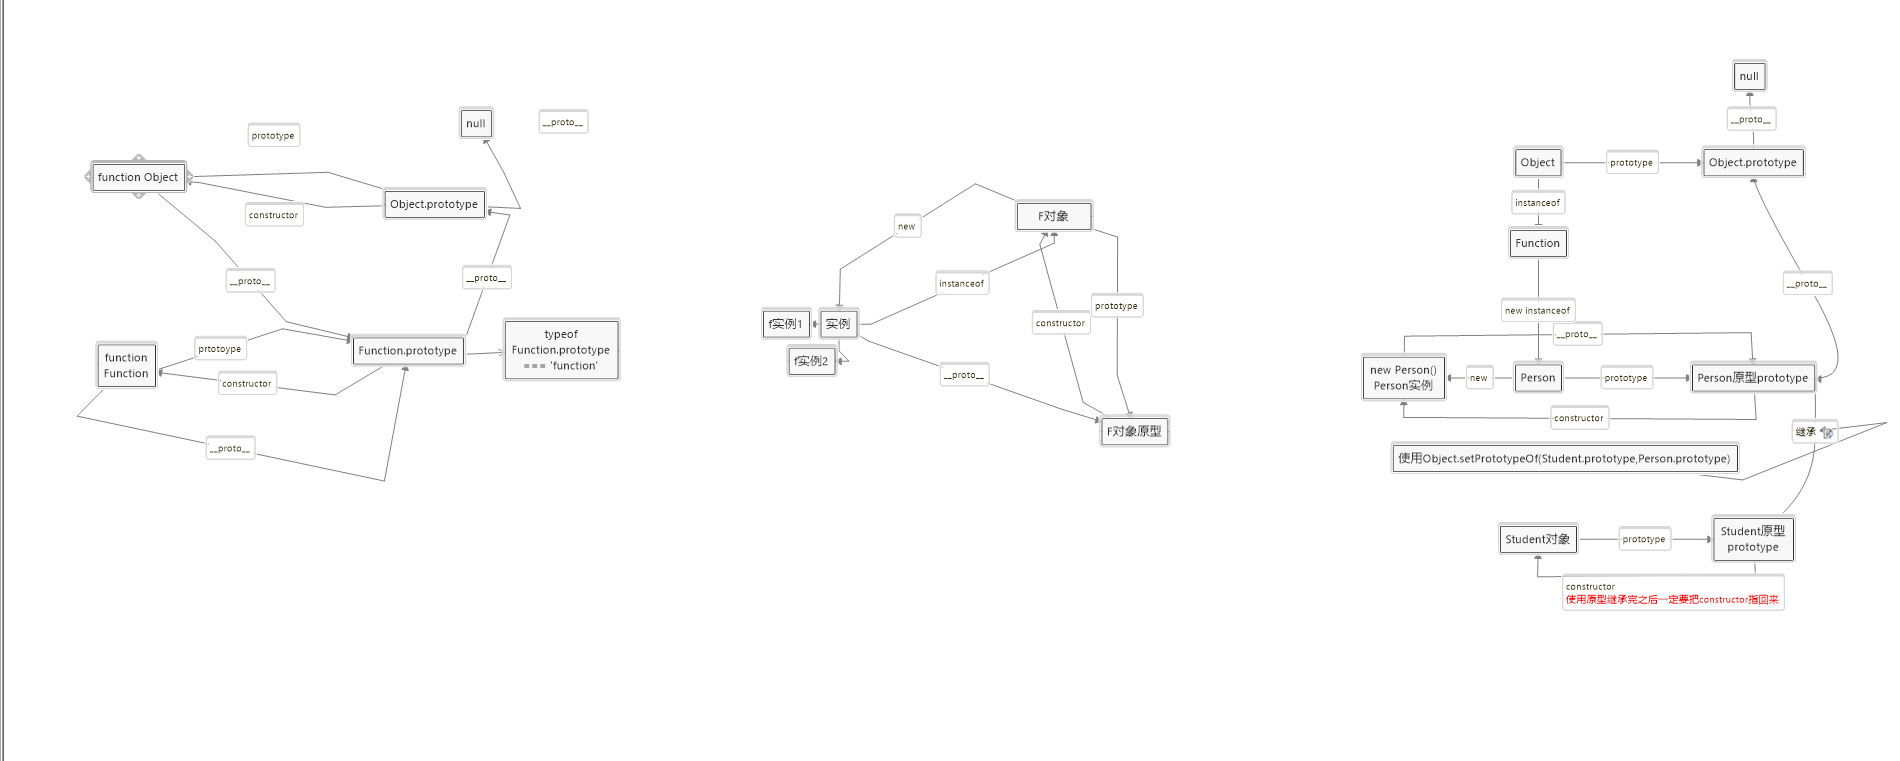 null
__proto__
prototype
function Object
Object.prototype
constructor
__proto__
__proto__
prtotoype
Function.prototype
typeof
Function.prototype
=== 'function'
function
Function
constructor
__proto__
F对象
new
instanceof
prototype
f实例1
实例
constructor
f实例2
__proto__
F对象原型
null
__proto__
Object
prototype
Object.prototype
instanceof
Function
__proto__
new instanceof
__proto__
new Person()
Person实例
new
Person
prototype
Person原型prototype
constructor
继承
使用Object.setPrototypeOf(Student.prototype,Person.prototype)
Student对象
prototype
Student原型
prototype
constructor
使用原型继承完之后一定要把constructor指回来